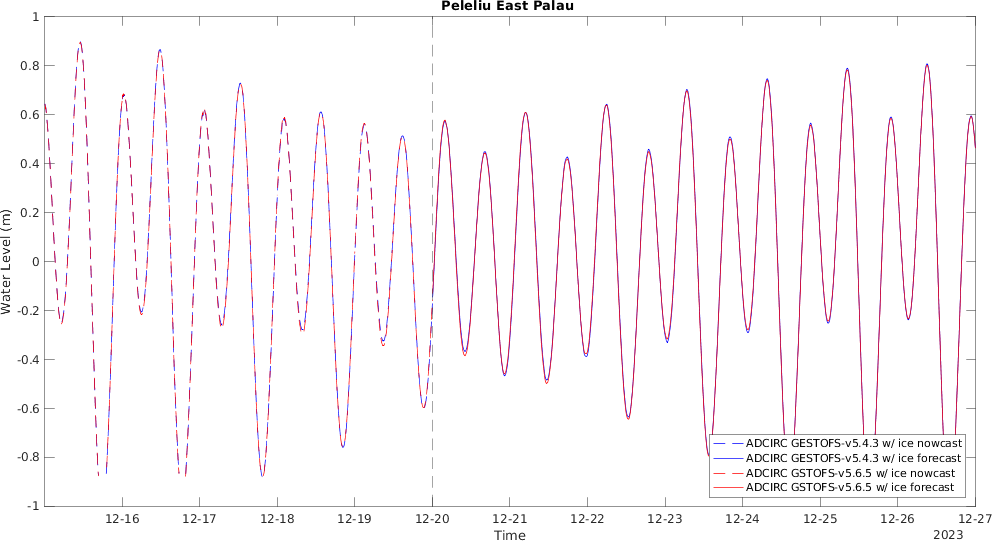 Peleliu East Palau
1
0.8
0.6
0.4
0.2
0
-0.2
-0.4
-0.6
-0.8
-1
Water Level (m)
ADCIRC GESTOFS-v5.4.3 w/ ice nowcast
ADCIRC GESTOFS-v5.4.3 w/ ice forecast
ADCIRC GSTOFS-v5.6.5 w/ ice nowcast
ADCIRC GSTOFS-v5.6.5 w/ ice forecast
12-16 12-17 12-18 12-19 12-20 12-21 12-22 12-23 12-24 12-25 12-26 12-27
Time
2023